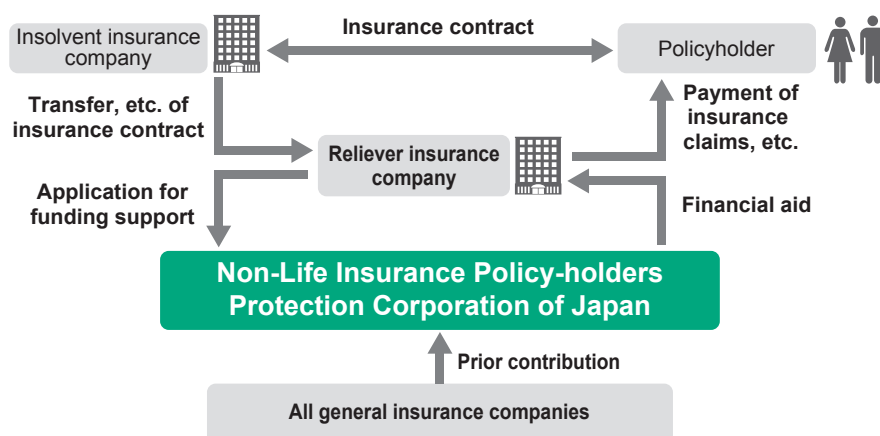 Insolvent insurance
company
Insurance contract
Policyholder
Transfer, etc. of
insurance contract
Payment of
insurance
claims, etc.
Reliever insurance
company
Application for
funding support
Financial aid
Non-Life Insurance Policy-holders
Protection Corporation of Japan
Prior contribution
All general insurance companies